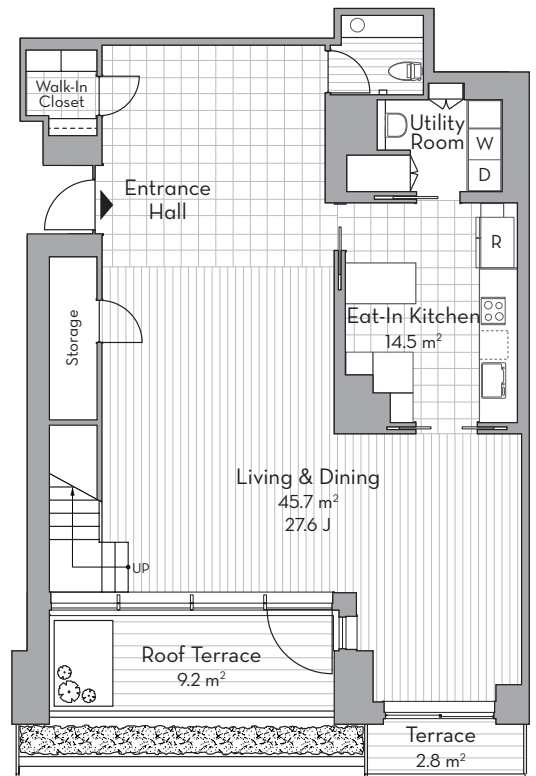 Walk-In
Closet
Utility
Room
W
D
Entrance
Hall
R
Storage
Eat-In Kitchen
14.5 m²
Living & Dining
45.7 m²
27.6 J
UP
Roof Terrace
9.2 m²
Terrace
2.8 m²